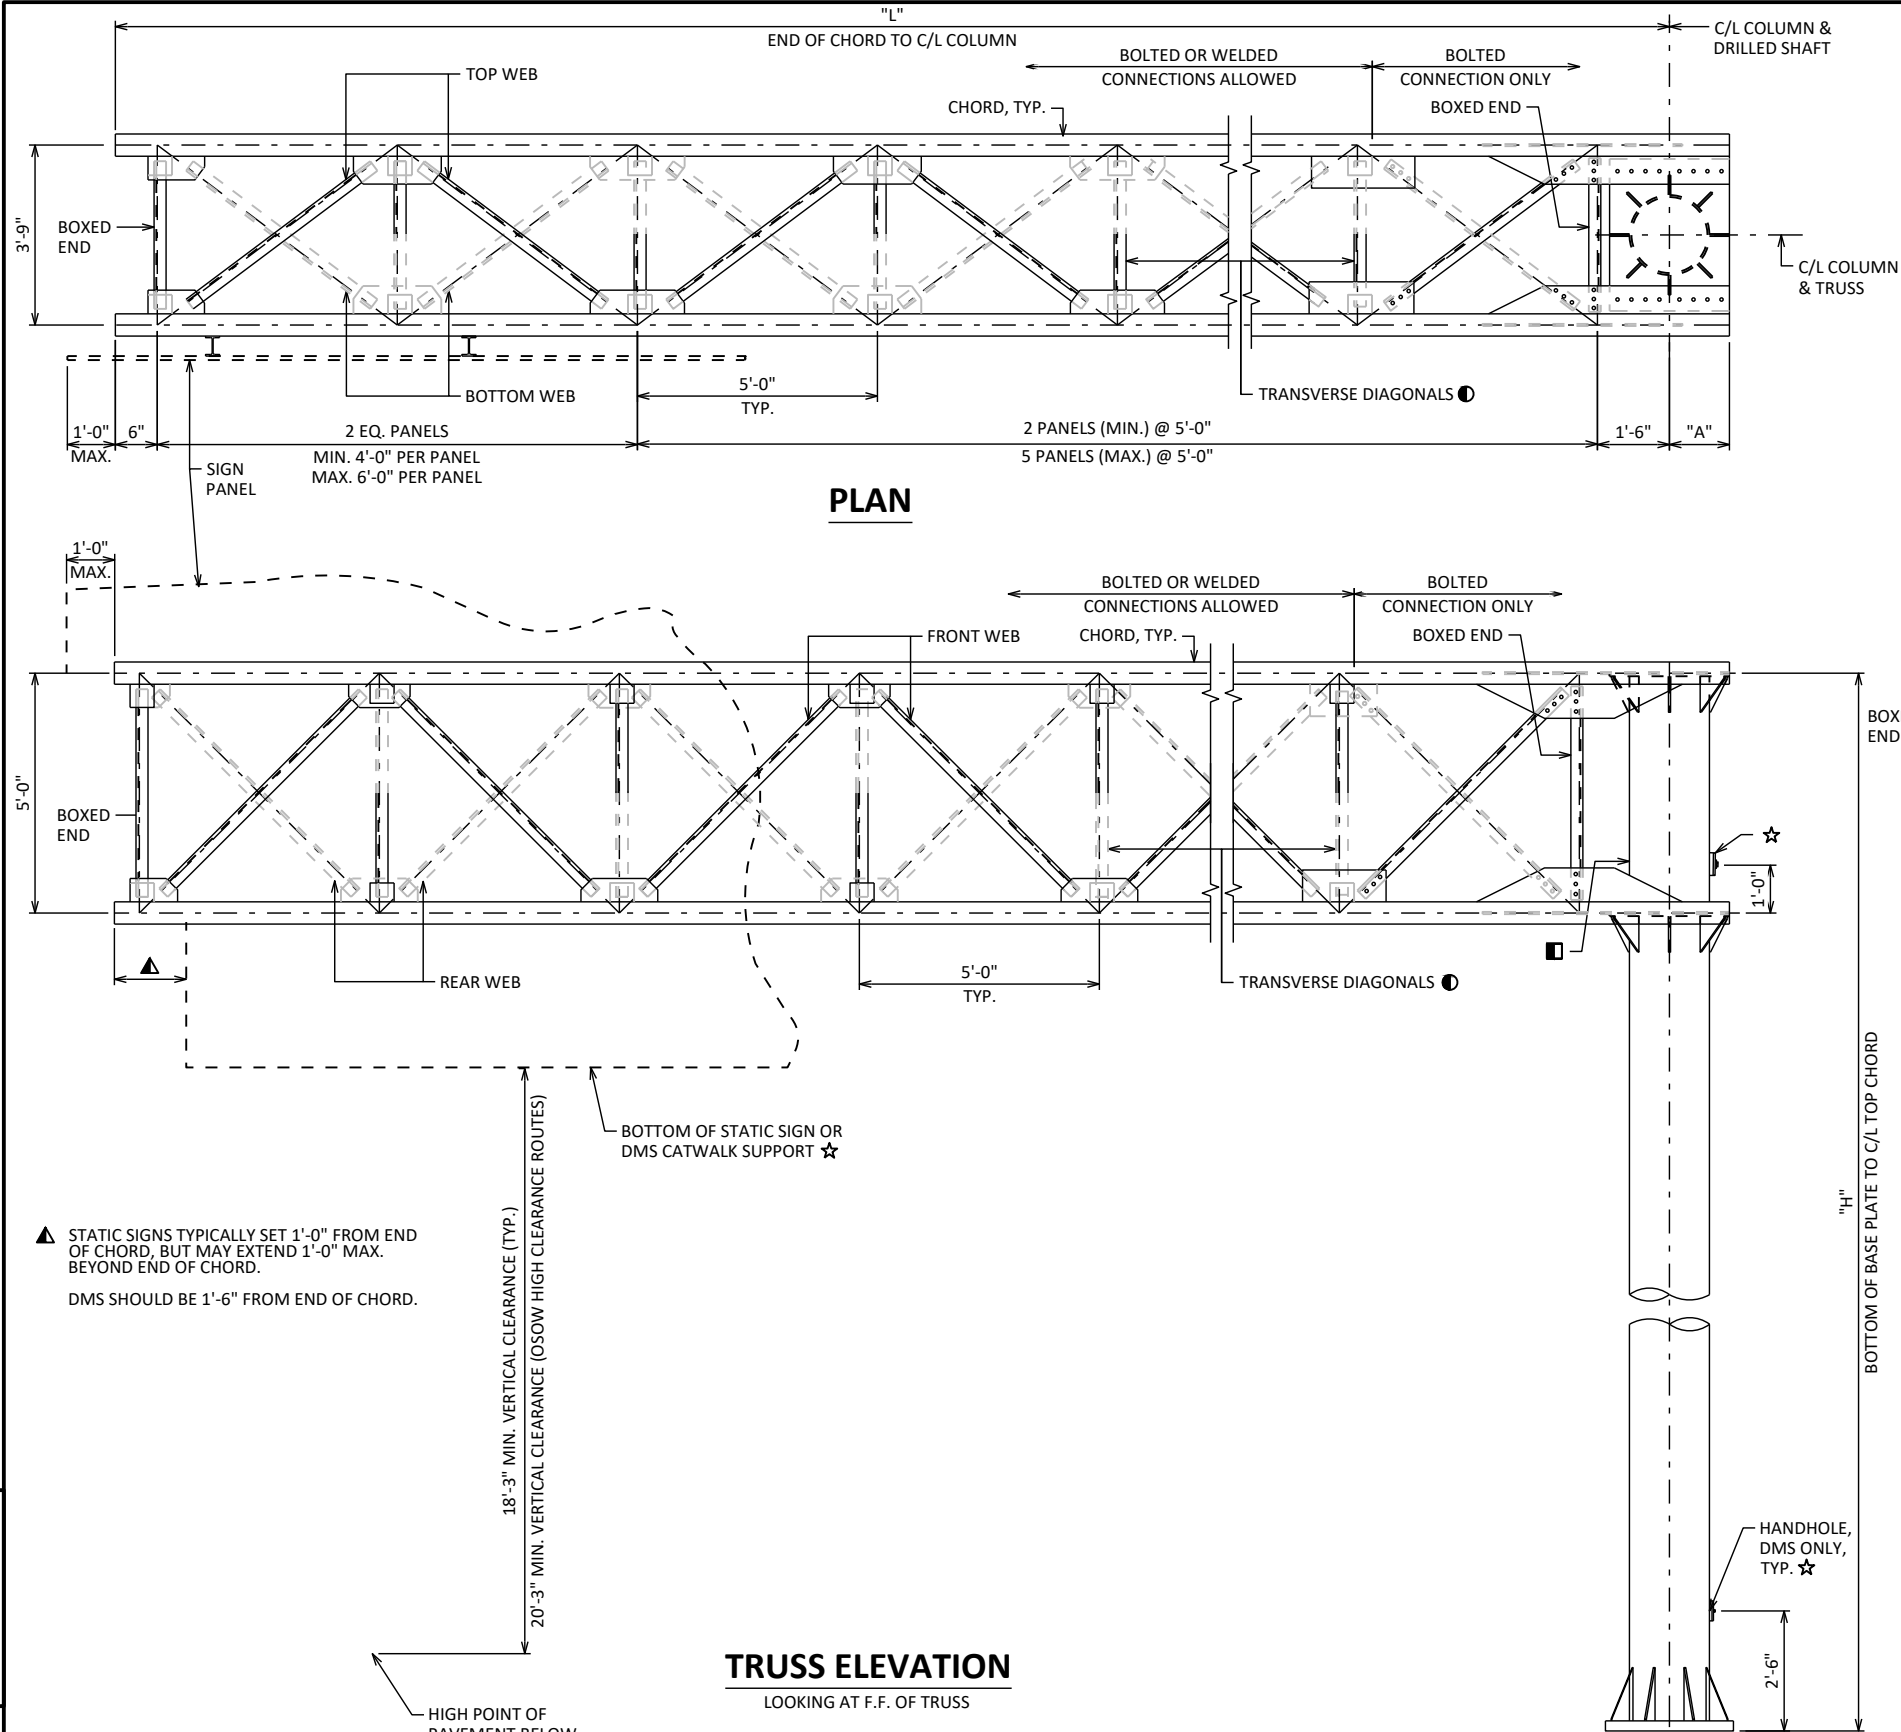 "L"
END OF CHORD TO C/L COLUMN
C/L COLUMN &
DRILLED SHAFT
TOP WEB
BOLTED OR WELDED
CONNECTIONS ALLOWED
BOLTED
CONNECTION ONLY
CHORD, TYP.
BOXED END
3'-9"
BOXED
END
C/L COLUMN
& TRUSS
BOTTOM WEB
5'-0"
TYP.
TRANSVERSE DIAGONALS
1'-0"
MAX.
6"
2 EQ. PANELS
MIN. 4'-0" PER PANEL
MAX. 6'-0" PER PANEL
2 PANELS (MIN.) @ 5'-0"
5 PANELS (MAX.) @ 5'-0"
1'-6"
"A"
SIGN
PANEL
PLAN
1'-0"
MAX.
BOLTED OR WELDED
CONNECTIONS ALLOWED
BOLTED
CONNECTION ONLY
FRONT WEB
CHORD, TYP.
BOXED END
BOX
END
5'-0"
BOXED
END
1'-0"
REAR WEB
5'-0"
TYP.
TRANSVERSE DIAGONALS
BOTTOM OF STATIC SIGN OR
DMS CATWALK SUPPORT ☆
18'-3" MIN. VERTICAL CLEARANCE (TYP.)
20'-3" MIN. VERTICAL CLEARANCE (OSOW HIGH CLEARANCE ROUTES)
"H"
BOTTOM OF BASE PLATE TO C/L TOP CHORD
STATIC SIGNS TYPICALLY SET 1'-0" FROM END
OF CHORD, BUT MAY EXTEND 1'-0" MAX.
BEYOND END OF CHORD.
DMS SHOULD BE 1'-6" FROM END OF CHORD.
HANDHOLE,
DMS ONLY,
TYP. ☆
2'-6"
TRUSS ELEVATION
LOOKING AT F.F. OF TRUSS
HIGH POINT OF
PAVEMENT BELOW